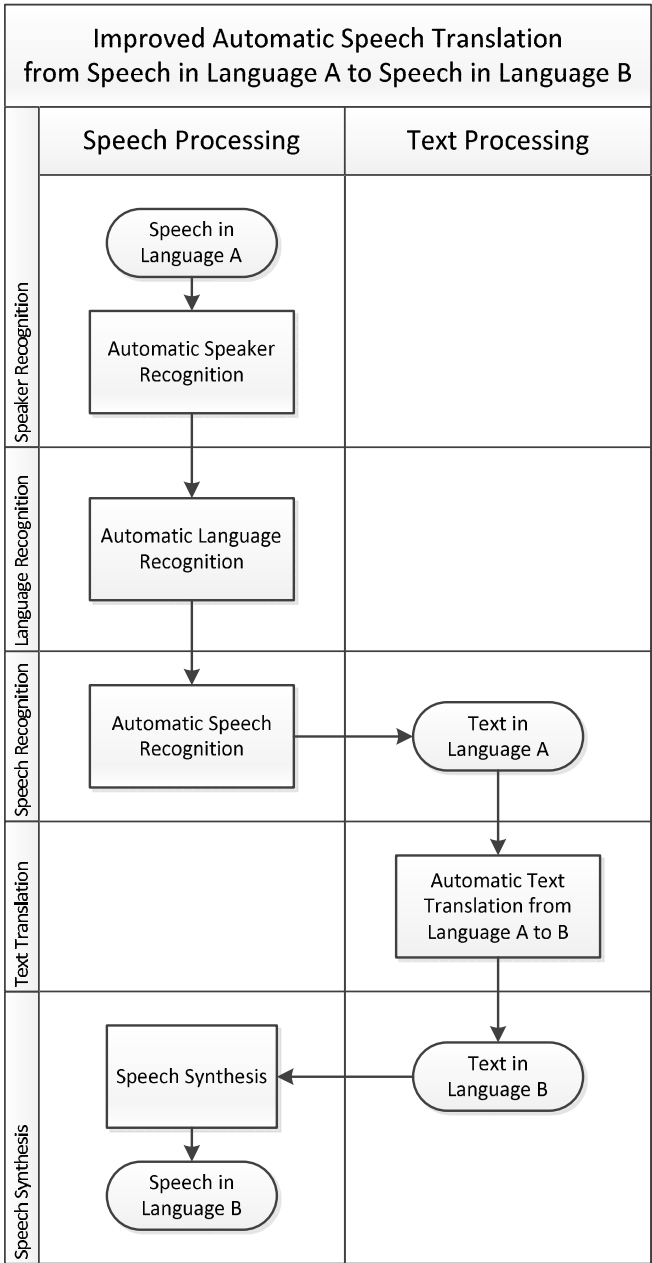 Improved Automatic Speech Translation
from Speech in Language A to Speech in Language B
Speech Processing
Text Processing
Speaker Recognition
Speech in
Language A
Automatic Speaker
Recognition
Language Recognition
Automatic Language
Recognition
Speech Recognition
Automatic Speech
Recognition
Text in
Language A
Text Translation
Automatic Text
Translation from
Language A to B
Speech Synthesis
Text in
Language B
Speech Synthesis
Speech in
Language B